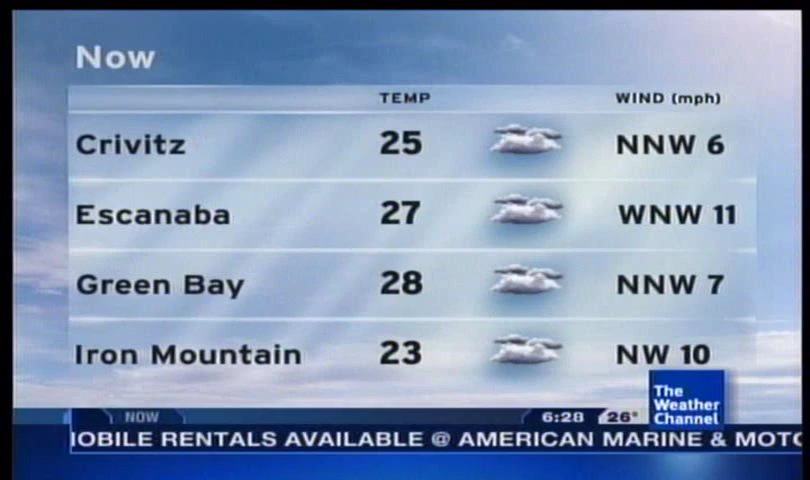 Now
TEMP WIND (mph)
Crivitz 25 NNW 6
Escanaba 27 WNW 11
Green Bay 28 NNW 7
Iron Mountain 23 NW 10
The
Weather
Channel
NOW 6:28 26°
OBILE RENTALS AVAILABLE @ AMERICAN MARINE & MOTO